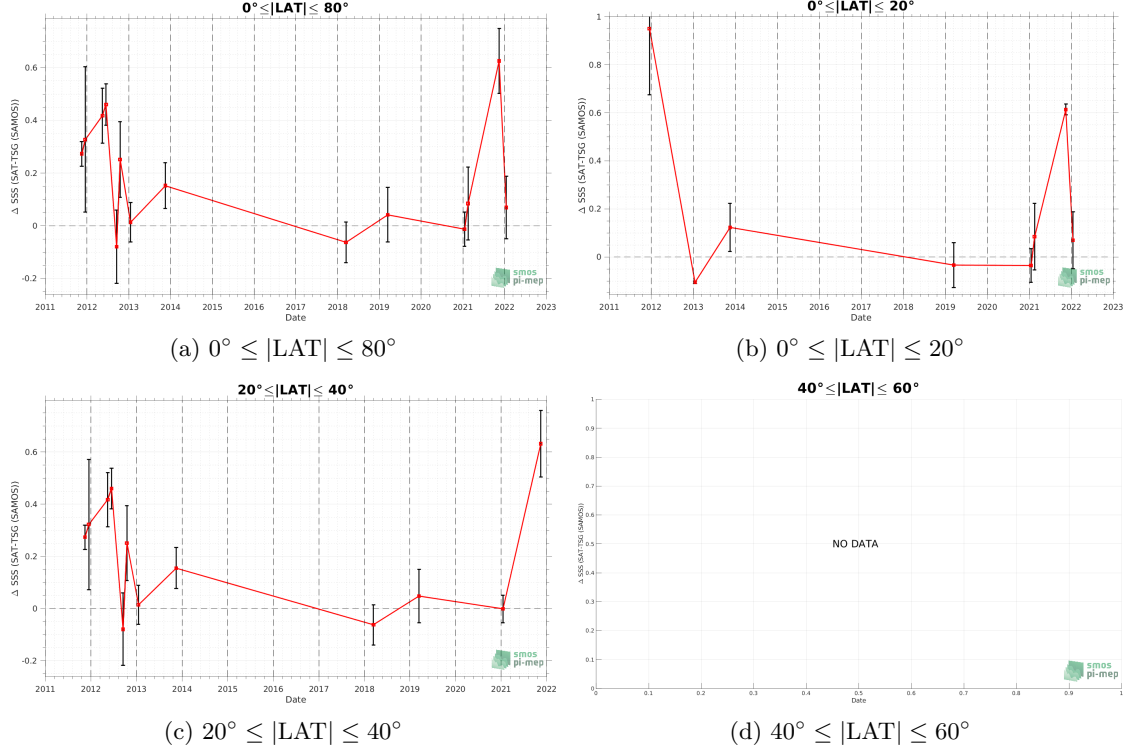 0°≤|LAT|≤ 80°
Δ SSS (SAT-TSG (SAMOS))
0.6
0.4
0.2
0
-0.2
2011 2012 2013 2014 2015 2016 2017 2018 2019 2020 2021 2022 2023
Date
smos
pi-mep
(a) 0° ≤ |LAT| ≤ 80°
0°≤|LAT|≤ 20°
Δ SSS (SAT-TSG (SAMOS))
1
0.8
0.6
0.4
0.2
0
2011 2012 2013 2014 2015 2016 2017 2018 2019 2020 2021 2022 2023
Date
smos
pi-mep
(b) 0° ≤ |LAT| ≤ 20°
20°≤|LAT|≤ 40°
Δ SSS (SAT-TSG (SAMOS))
0.6
0.4
0.2
0
-0.2
2011 2012 2013 2014 2015 2016 2017 2018 2019 2020 2021 2022
Date
smos
pi-mep
(c) 20° ≤ |LAT| ≤ 40°
40°≤|LAT|≤ 60°
Δ SSS (SAT-TSG (SAMOS))
1
0.9
0.8
0.7
0.6
0.5
0.4
0.3
0.2
0.1
0
NO DATA
0 0.1 0.2 0.3 0.4 0.5 0.6 0.7 0.8 0.9 1
Date
smos
pi-mep
(d) 40° ≤ |LAT| ≤ 60°